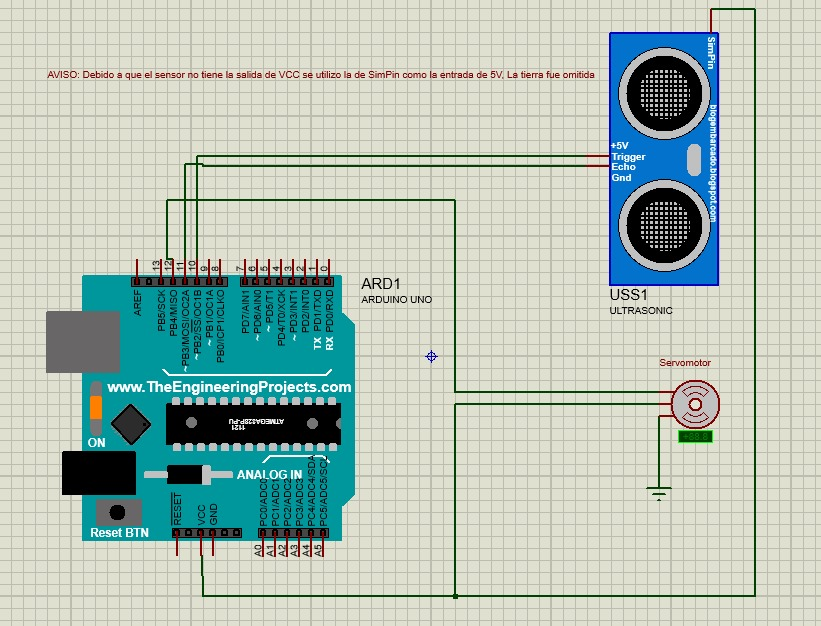 AVISO: Debido a que el sensor no tiene la salida de VCC se utilizo la de SimPin como la entrada de 5V, La tierra fue omitida
SimPin
+5V
Trigger
Echo
Gnd
blogembarcado.blogspot.com
USS1
ULTRASONIC
ARD1
ARDUINO UNO
13
12
11
10
9
8
7
6
5
4
3
2
1
0
AREF
PB5/SCK
PB4/MISO
~PB3/MOSI/OC2A
~PB2/SS/OC1B
~PB1/OC1A
PB0/ICP1/CLKO
PD7/AIN1
~PD6/AIN0
~PD5/T1
PD4/T0/XCK
~PD3/INT1
PD2/INT0
PD1/TXD
PD0/RXD
TX
RX
www.TheEngineeringProjects.com
ATMEGA328P-PU
1121
ON
ANALOG IN
Reset BTN
RESET
VCC
GND
PC0/ADC0
PC1/ADC1
PC2/ADC2
PC3/ADC3
PC4/ADC4/SDA
PC5/ADC5/SCL
A0
A1
A2
A3
A4
A5
Servomotor